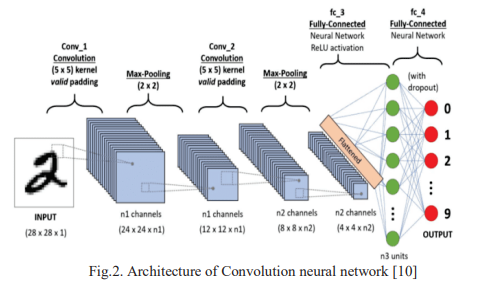 fc_3
Fully-Connected
Neural Network
ReLU activation
fc_4
Fully-Connected
Neural Network
Conv_1
Convolution
(5 x 5) kernel
valid padding
Max-Pooling
(2 x 2)
Conv_2
Convolution
(5 x 5) kernel
valid padding
Max-Pooling
(2 x 2)
(with
dropout)
Flattened
2
0
1
2
9
INPUT
(28 x 28 x 1)
n1 channels
(24 x 24 x n1)
n1 channels
(12 x 12 x n1)
n2 channels
(8 x 8 x n2)
n2 channels
(4 x 4 x n2)
OUTPUT
n3 units
Fig.2. Architecture of Convolution neural network [10]